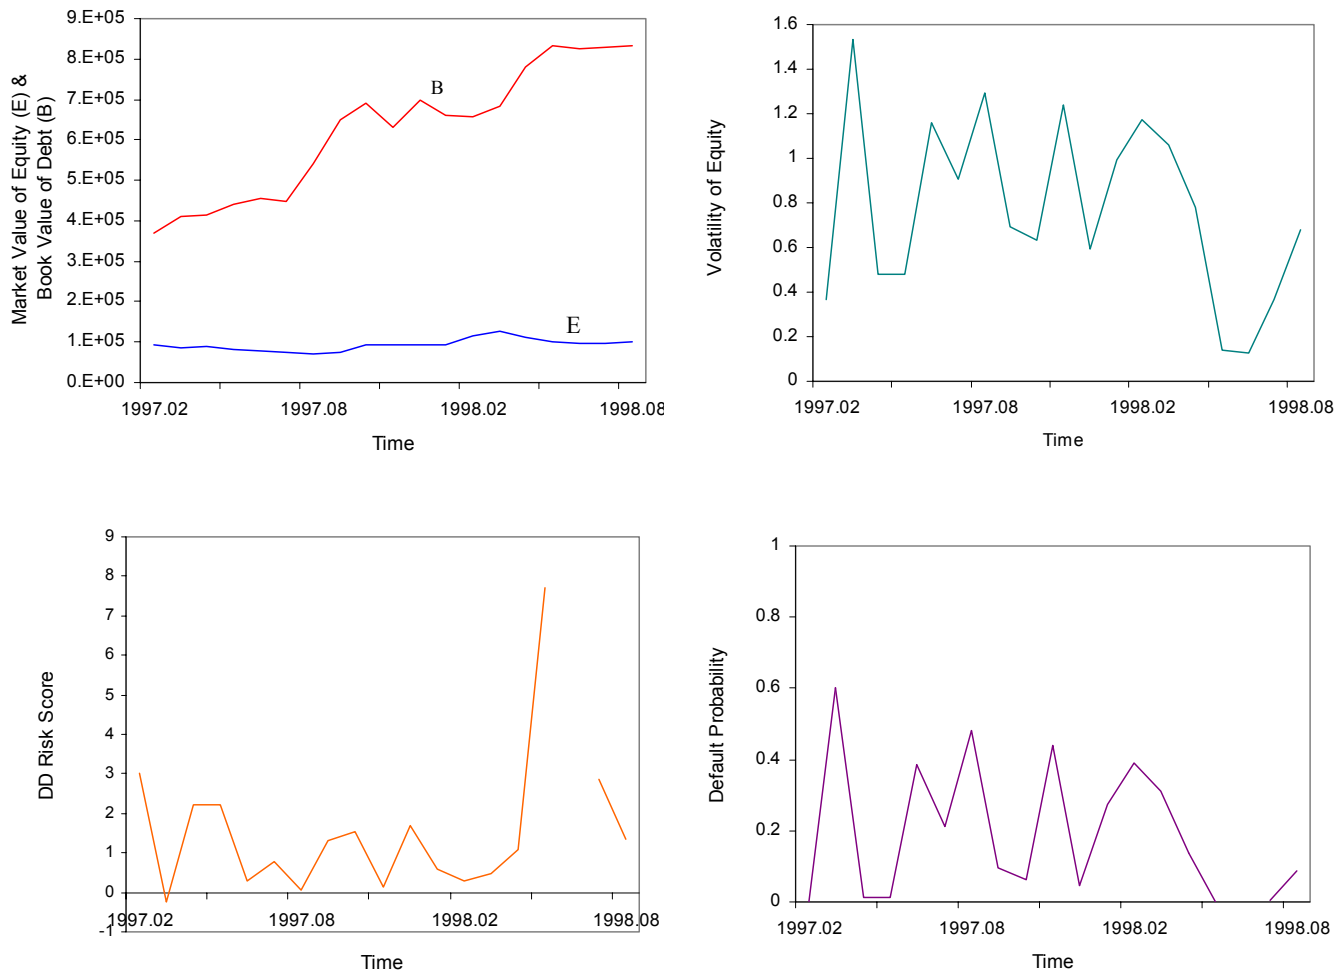 Market Value of Equity (E) &
Book Value of Debt (B)
9.E+05
8.E+05
7.E+05
6.E+05
5.E+05
4.E+05
3.E+05
2.E+05
1.E+05
0.E+00
B
E
1997.02
1997.08
1998.02
1998.08
Time
Volatility of Equity
1.6
1.4
1.2
1
0.8
0.6
0.4
0.2
0
1997.02
1997.08
1998.02
1998.08
Time
DD Risk Score
9
8
7
6
5
4
3
2
1
0
-1
1997.02
1997.08
1998.02
1998.08
Time
Default Probability
1
0.8
0.6
0.4
0.2
0
1997.02
1997.08
1998.02
1998.08
Time